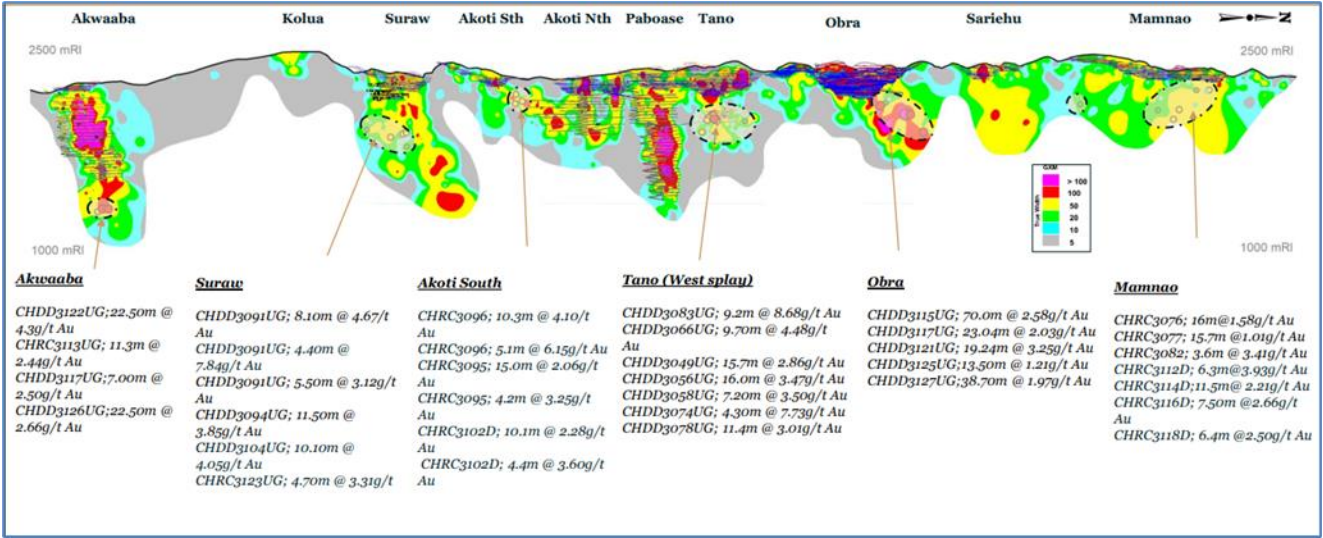 Akwaaba Kolua Suraw Akoti Sth Akoti Nth Paboase Tano Obra Sariehu Mamnao N
2500 mRl 2500 mRl
GXM
True Width
> 100
100
50
20
10
5
1000 mRl 1000 mRl
Akwaaba
CHDD3122UG;22.50m @
4.3g/t Au
CHRC3113UG; 11.3m @
2.44g/t Au
CHDD3117UG;7.00m @
2.50g/t Au
CHDD3126UG;22.50m @
2.66g/t Au
Suraw
CHDD3091UG; 8.10m @ 4.67/t
Au
CHDD3091UG; 4.40m @
7.84g/t Au
CHDD3091UG; 5.50m @ 3.12g/t
Au
CHDD3094UG; 11.50m @
3.85g/t Au
CHDD3104UG; 10.10m @
4.05g/t Au
CHRC3123UG; 4.70m @ 3.31g/t
Akoti South
CHRC3096; 10.3m @ 4.10/t
Au
CHRC3096; 5.1m @ 6.15g/t Au
CHRC3095; 15.0m @ 2.06g/t
Au
CHRC3095; 4.2m @ 3.25g/t
Au
CHRC3102D; 10.1m @ 2.28g/t
Au
CHRC3102D; 4.4m @ 3.60g/t
Au
Tano (West splay)
CHDD3083UG; 9.2m @ 8.68g/t Au
CHDD3066UG; 9.70m @ 4.48g/t
Au
CHDD3049UG; 15.7m @ 2.86g/t Au
CHDD3056UG; 16.0m @ 3.47g/t Au
CHDD3058UG; 7.20m @ 3.50g/t Au
CHDD3074UG; 4.30m @ 7.73g/t Au
CHDD3078UG; 11.4m @ 3.01g/t Au
Obra
CHDD3115UG; 70.0m @ 2.58g/t Au
CHDD3117UG; 23.04m @ 2.03g/t Au
CHDD3121UG; 19.24m @ 3.25g/t Au
CHDD3125UG;13.50m @ 1.21g/t Au
CHDD3127UG;38.70m @ 1.97g/t Au
Mamnao
CHRC3076; 16m@1.58g/t Au
CHRC3077; 15.7m @1.01g/t Au
CHRC3082; 3.6m @ 3.41g/t Au
CHRC3112D; 6.3m@3.93g/t Au
CHRC3114D;11.5m @ 2.21g/t Au
CHRC3116D; 7.50m @2.66g/t
Au
CHRC3118D; 6.4m @2.50g/t Au